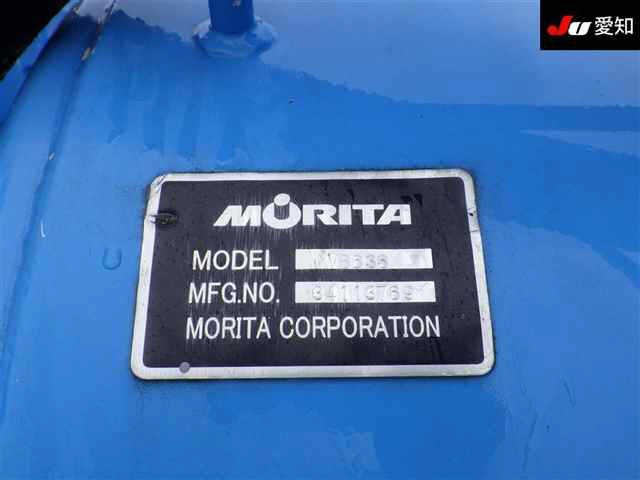 JU 愛知
MORITA
MODEL
MFG.NO.
MORITA CORPORATION